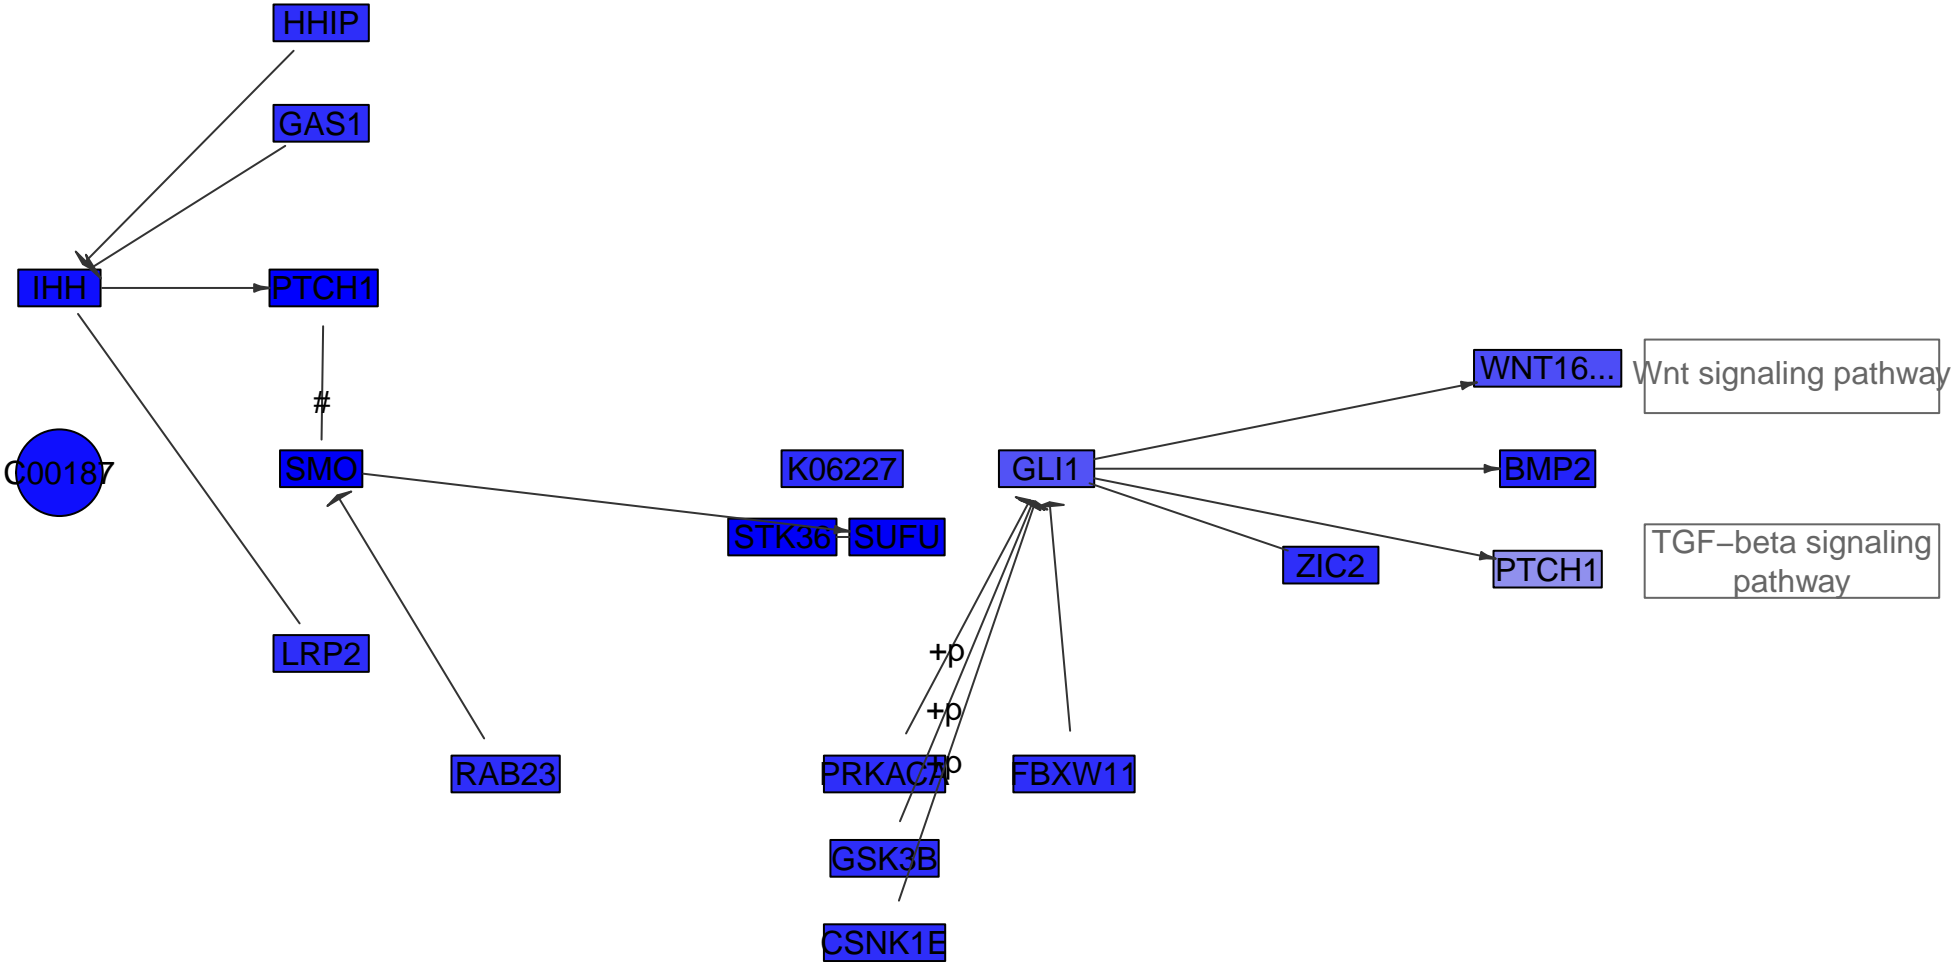 HHIP
GAS1
IHH
PTCH1
WNT16...
Wnt signaling pathway
#
C00187
SMO
K06227
GLI1
BMP2
STK36
SUFU
ZIC2
PTCH1
TGF−beta signaling
pathway
LRP2
+p
+p
+p
RAB23
PRKACA
FBXW11
GSK3B
CSNK1E